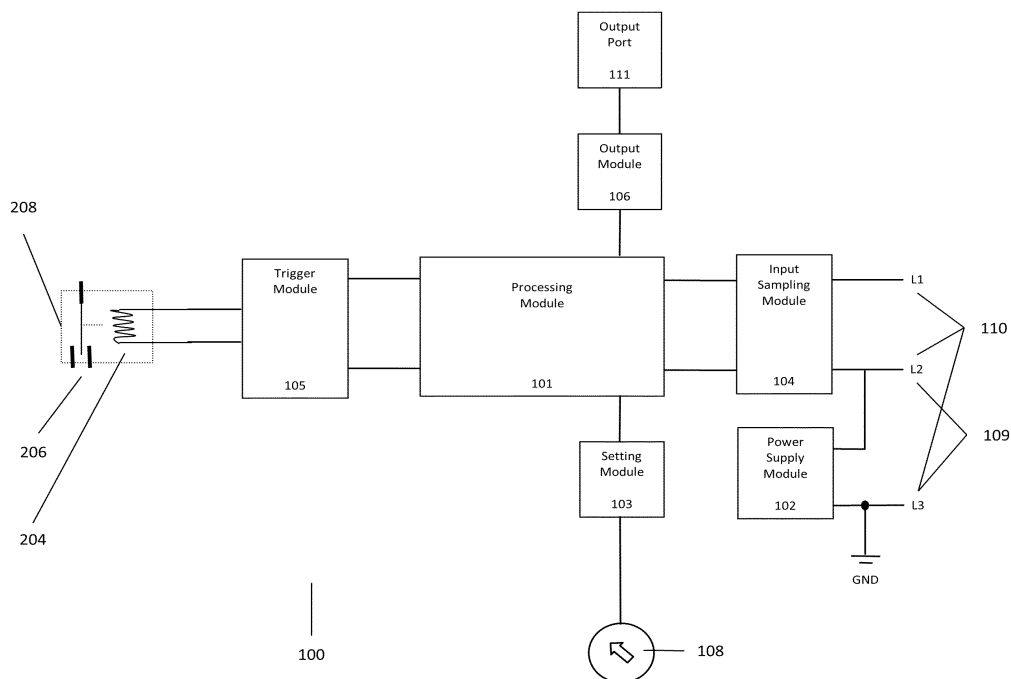 Output
Port
111
Output
Module
106
208
Trigger
Module
105
Processing
Module
101
Input
Sampling
Module
104
L1
110
L2
109
206
204
Setting
Module
103
Power
Supply
Module
102
L3
GND
100
108